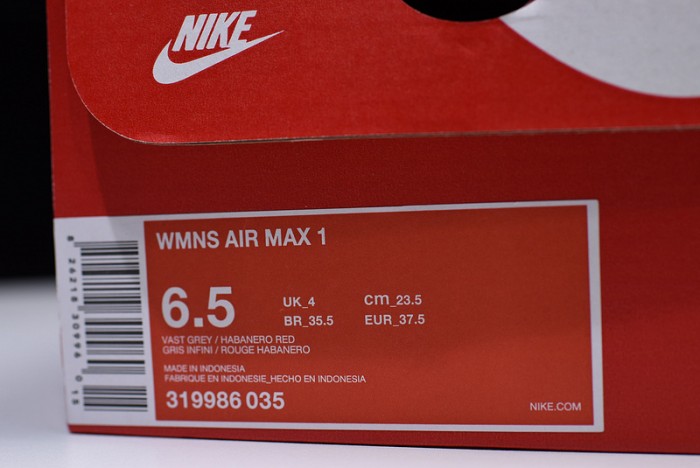 NIKE
WMNS AIR MAX 1
6.5
UK_4 cm_23.5
BR_35.5 EUR_37.5
VAST GREY / HABANERO RED
GRIS INFINI / ROUGE HABANERO
MADE IN INDONESIA
FABRIQUE EN INDONESIE_HECHO EN INDONESIA
319986 035
NIKE.COM